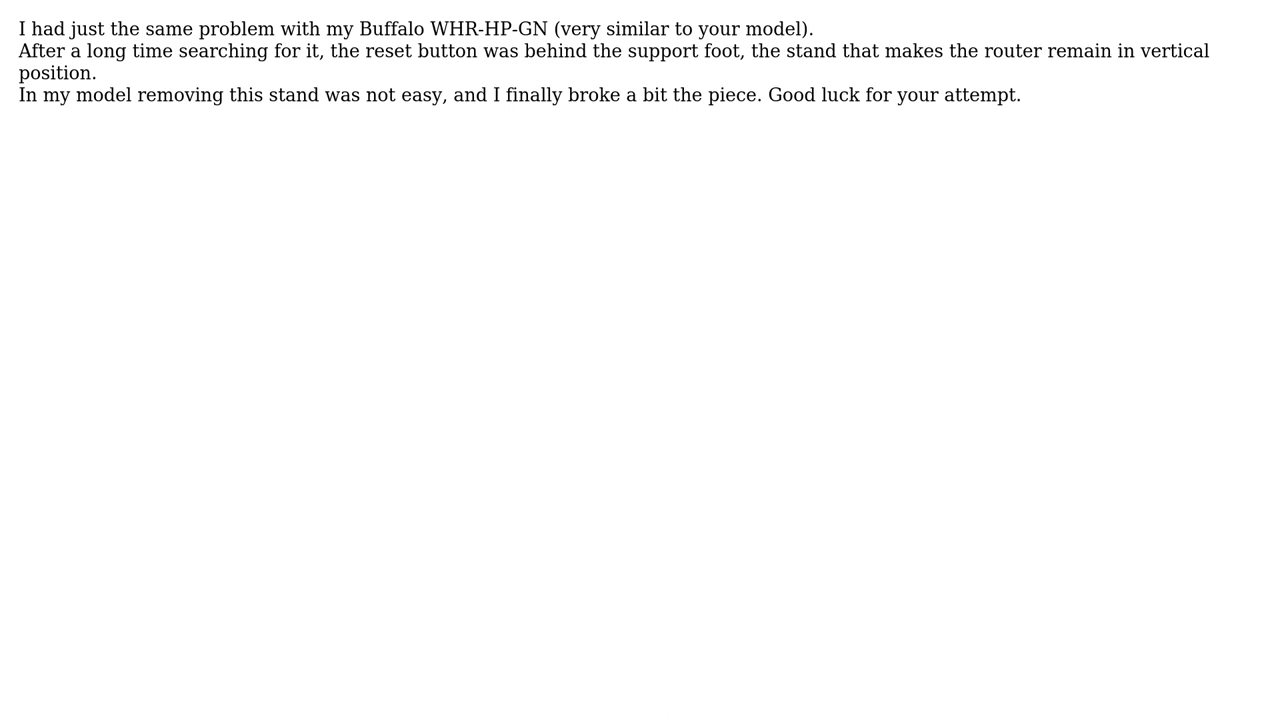 I had just the same problem with my Buffalo WHR-HP-GN (very similar to your model).
After a long time searching for it, the reset button was behind the support foot, the stand that makes the router remain in vertical
position.
In my model removing this stand was not easy, and I finally broke a bit the piece. Good luck for your attempt.